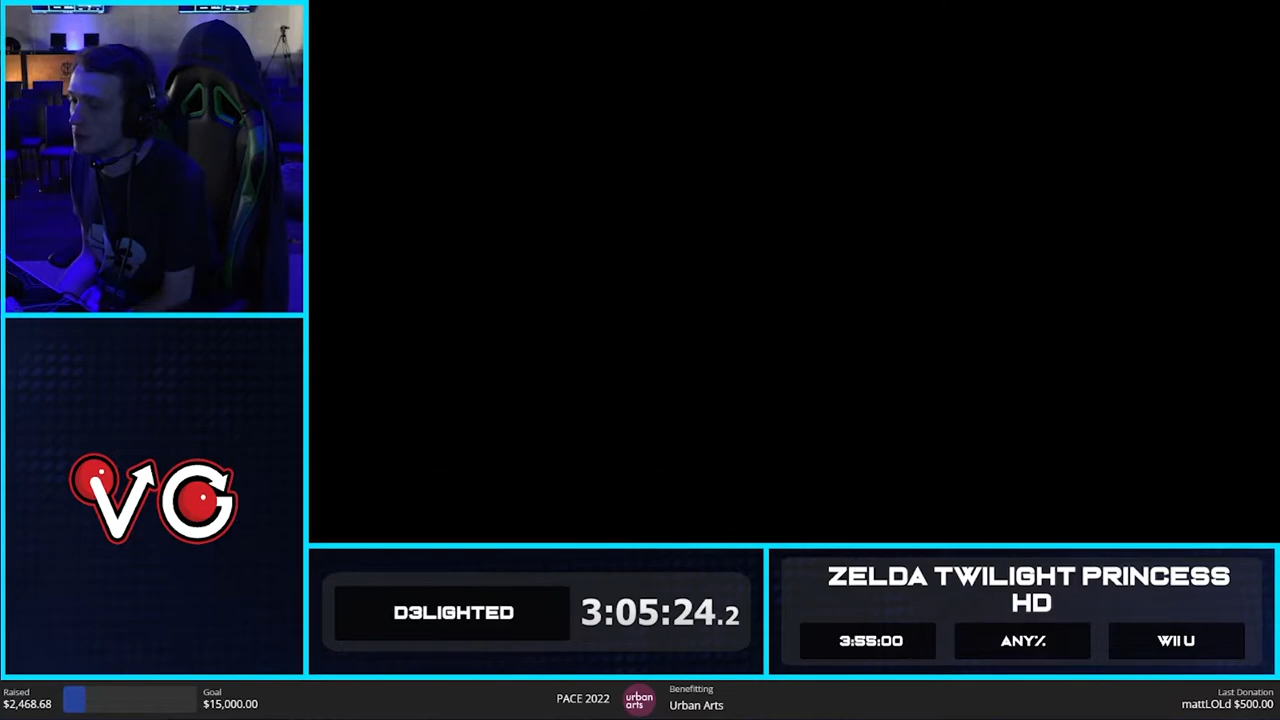 VG
D3LIGHTED
3:05:24.2
ZELDA TWILIGHT PRINCESS
HD
3:55:00
ANY%
WII U
Raised
$2,468.68
Goal
$15,000.00
PACE 2022
urban
arts
Benefitting
Urban Arts
Last Donation
mattLOLd $500.00